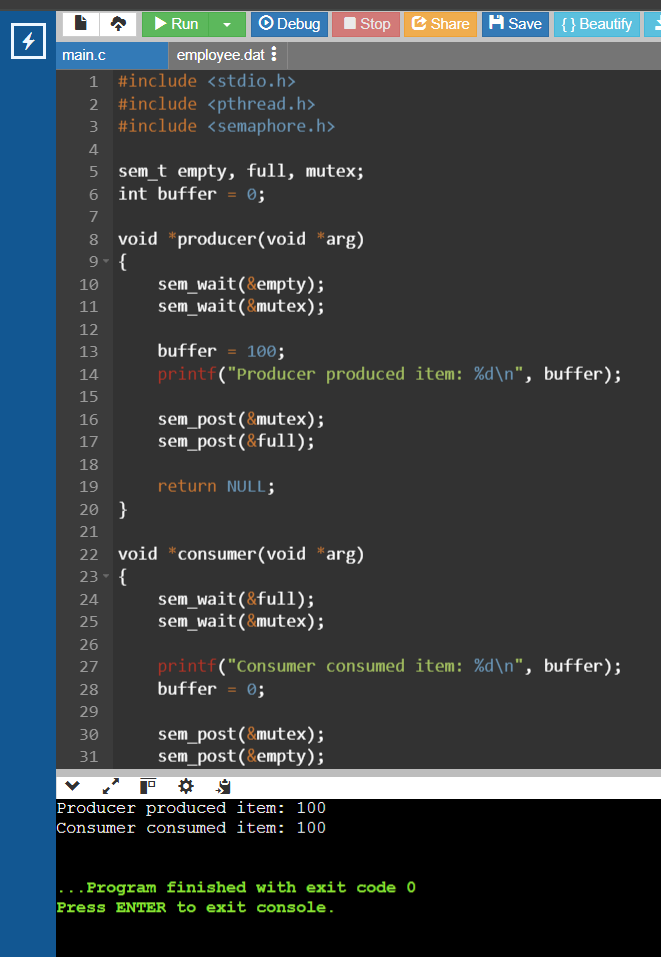 Run Debug Stop Share Save { } Beautify
main.c employee.dat
1 #include <stdio.h>
2 #include <pthread.h>
3 #include <semaphore.h>
4
5 sem_t empty, full, mutex;
6 int buffer = 0;
7
8 void *producer(void *arg)
9 {
10     sem_wait(&empty);
11     sem_wait(&mutex);
12
13     buffer = 100;
14     printf("Producer produced item: %d\n", buffer);
15
16     sem_post(&mutex);
17     sem_post(&full);
18
19     return NULL;
20 }
21
22 void *consumer(void *arg)
23 {
24     sem_wait(&full);
25     sem_wait(&mutex);
26
27     printf("Consumer consumed item: %d\n", buffer);
28     buffer = 0;
29
30     sem_post(&mutex);
31     sem_post(&empty);
Producer produced item: 100
Consumer consumed item: 100
...Program finished with exit code 0
Press ENTER to exit console.